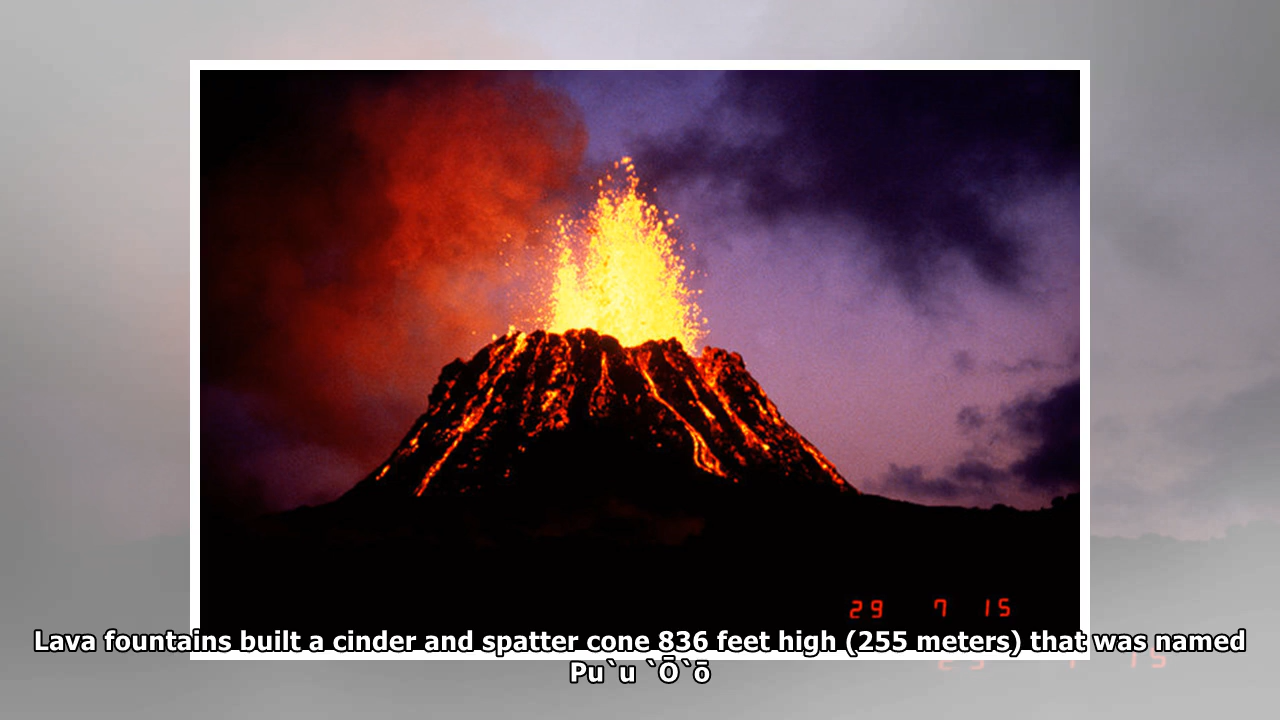 29 7 15
Lava fountains built a cinder and spatter cone 836 feet high (255 meters) that was named
Pu`u `Ō`ō